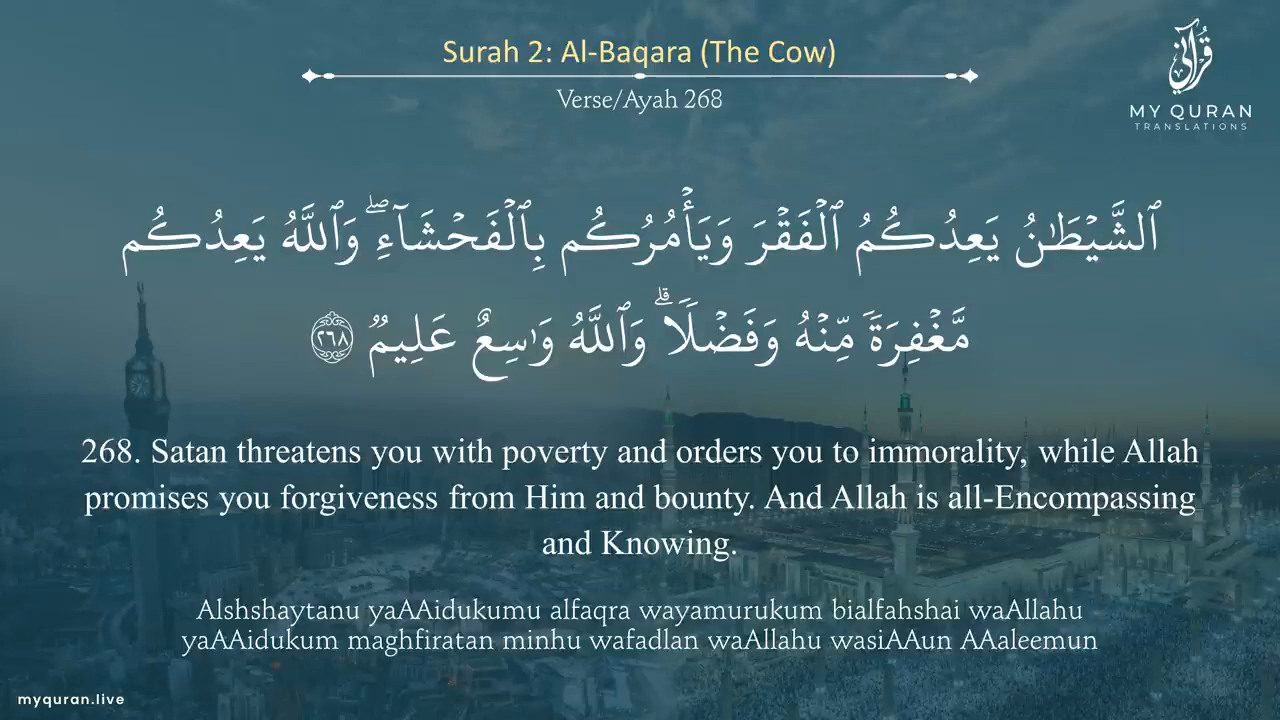 Surah 2: Al-Baqara (The Cow)
Verse/Ayah 268
قرآني
MY QURAN
TRANSLATIONS
ٱلشَّيْطَـٰنُ يَعِدُكُمُ ٱلْفَقْرَ وَيَأْمُرُكُم بِٱلْفَحْشَآءِ ۖ وَٱللَّهُ يَعِدُكُم
مَّغْفِرَةً مِّنْهُ وَفَضْلًا ۗ وَٱللَّهُ وَٰسِعٌ عَلِيمٌ ٢٦٨
268. Satan threatens you with poverty and orders you to immorality, while Allah
promises you forgiveness from Him and bounty. And Allah is all-Encompassing
and Knowing.
Alshshaytanu yaAAidukumu alfaqra wayamurukum bialfahshai waAllahu
yaAAidukum maghfiratan minhu wafadlan waAllahu wasiAAun AAaleemun
myquran.live